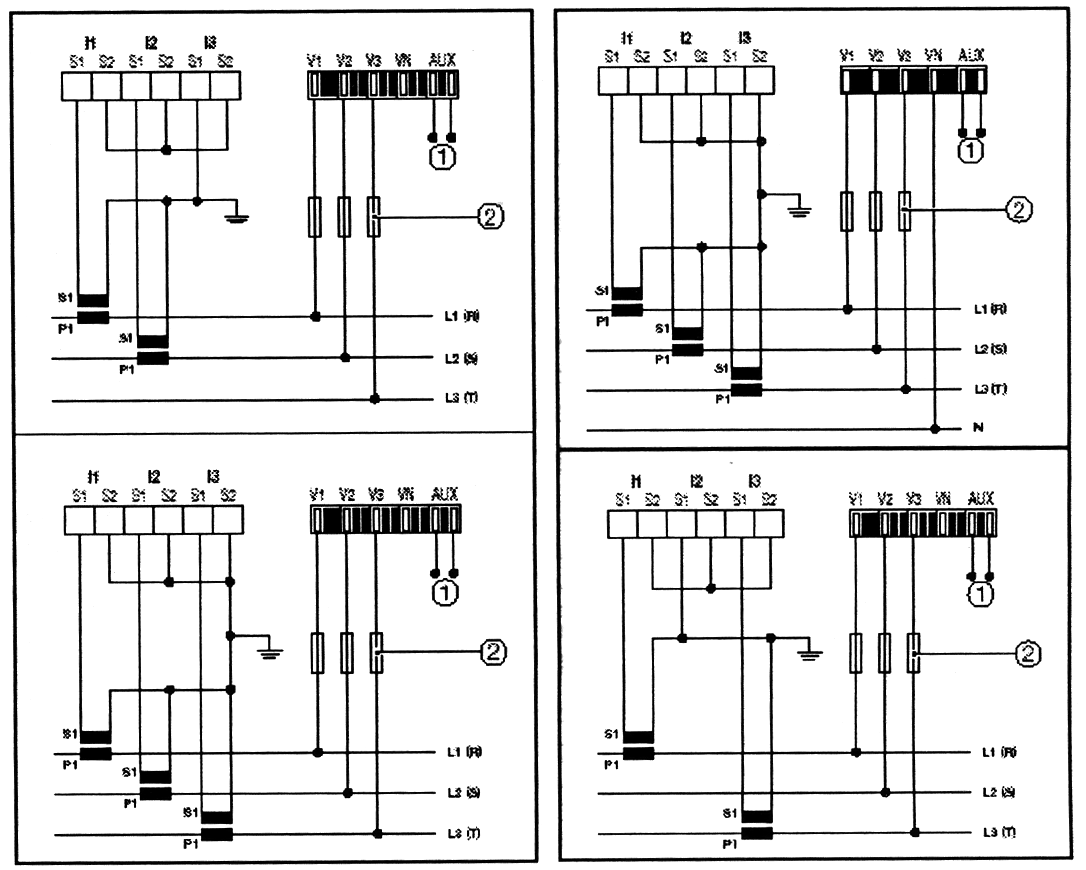 I1 I2 I3
S1 S2 S1 S2 S1 S2 V1 V2 V3 VN AUX
1
2
S1
P1 L1 (R)
S1
P1 L2 (S)
L3 (T)
I1 I2 I3
S1 S2 S1 S2 S1 S2 V1 V2 V3 VN AUX
1
2
S1
P1 L1 (R)
S1
P1 L2 (S)
S1
P1 L3 (T)
N
I1 I2 I3
S1 S2 S1 S2 S1 S2 V1 V2 V3 VN AUX
1
2
S1
P1 L1 (R)
S1
P1 L2 (S)
S1
P1 L3 (T)
I1 I2 I3
S1 S2 S1 S2 S1 S2 V1 V2 V3 VN AUX
1
2
S1
P1 L1 (R)
L2 (S)
S1
P1 L3 (T)